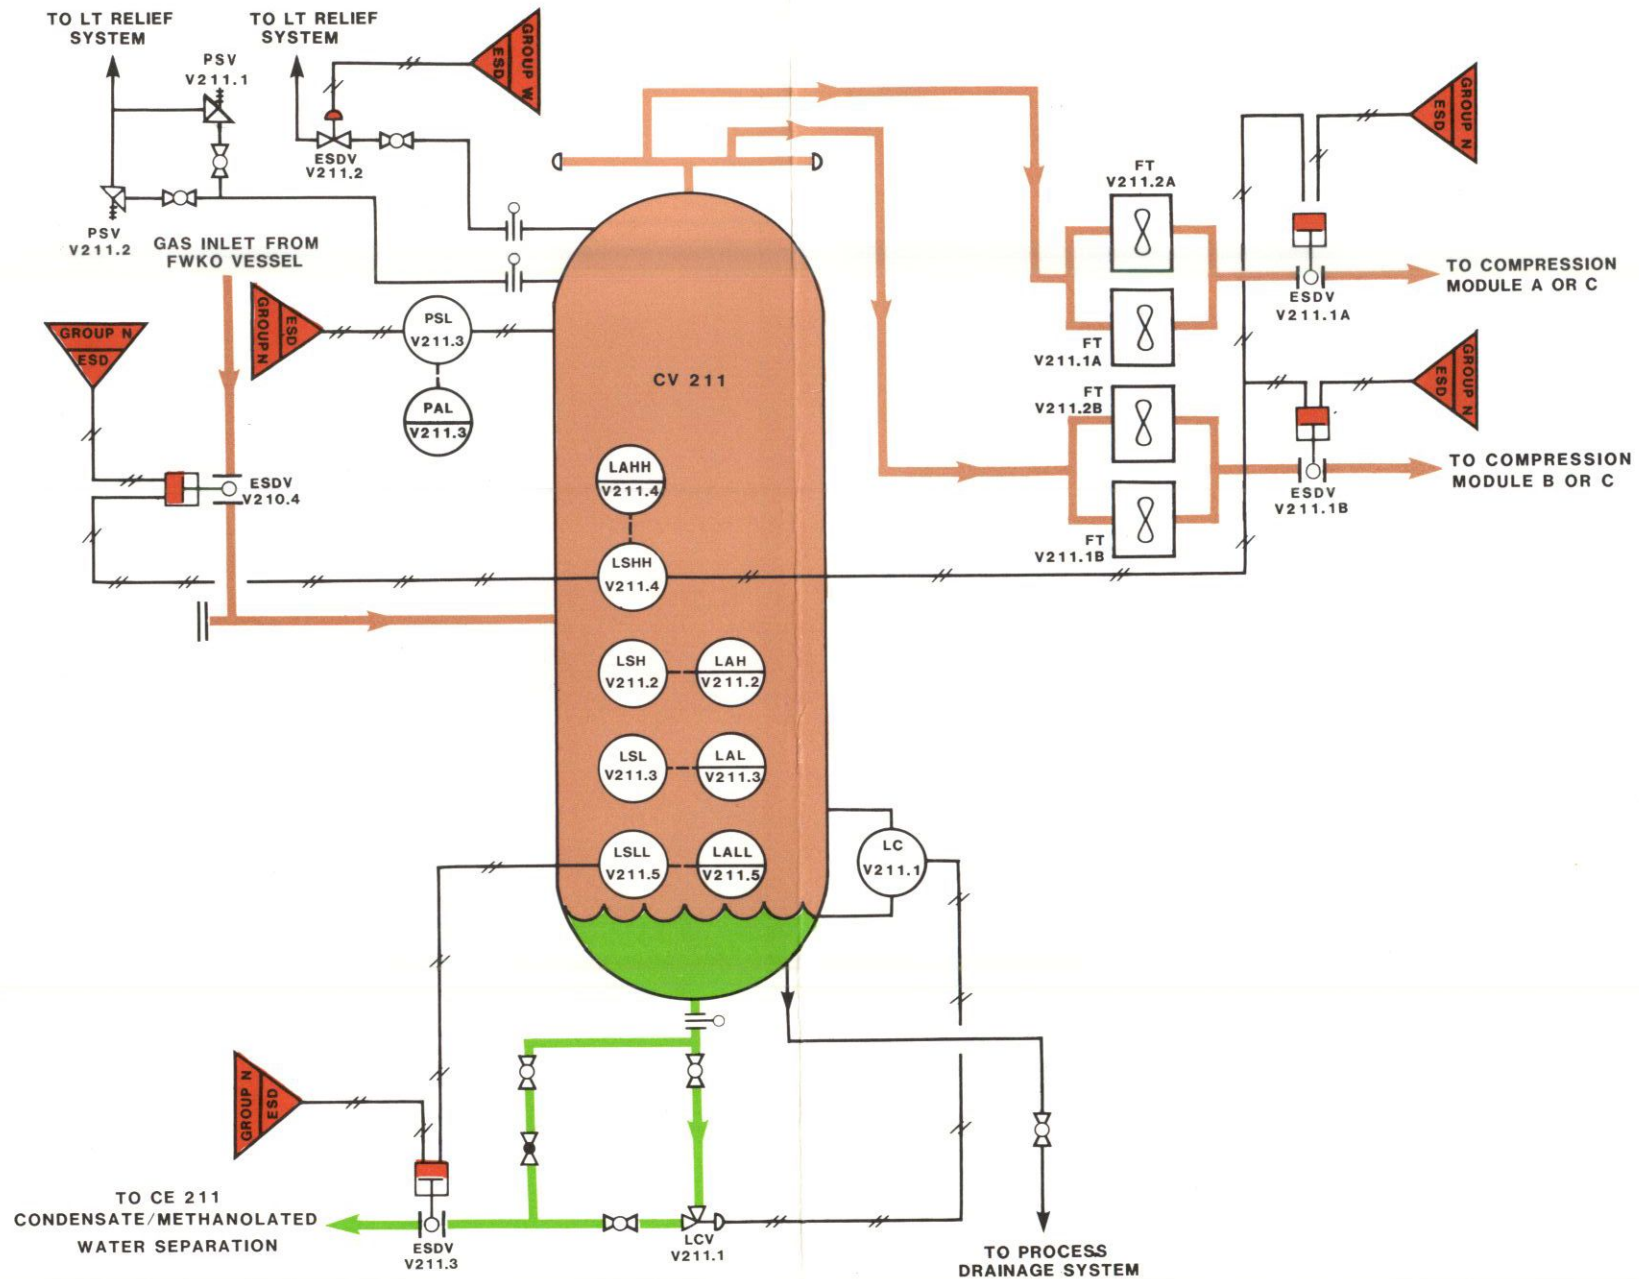 TO LT RELIEF
SYSTEM
TO LT RELIEF
SYSTEM
PSV
V211.1
GROUP W
ESD
ESDV
V211.2
PSV
V211.2
GAS INLET FROM
FWKO VESSEL
GROUP N
ESD
FT
V211.2A
FT
V211.1A
ESDV
V211.1A
TO COMPRESSION
MODULE A OR C
GROUP N
ESD
PSL
V211.3
PAL
V211.3
GROUP N
ESD
CV 211
FT
V211.2B
FT
V211.1B
GROUP N
ESD
ESDV
V211.1B
TO COMPRESSION
MODULE B OR C
ESDV
V210.4
LAHH
V211.4
LSHH
V211.4
LSH
V211.2
LAH
V211.2
LSL
V211.3
LAL
V211.3
LSLL
V211.5
LALL
V211.5
LC
V211.1
GROUP N
ESD
TO CE 211
CONDENSATE/METHANOLATED
WATER SEPARATION
ESDV
V211.3
LCV
V211.1
TO PROCESS
DRAINAGE SYSTEM
GROUP N
ESD